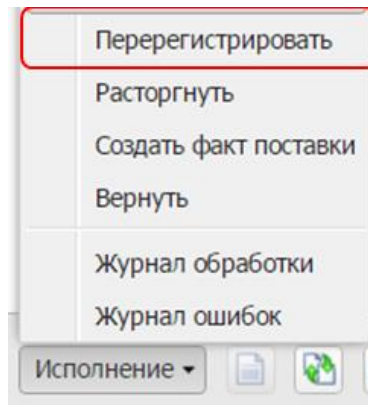 Перерегистрировать
Расторгнуть
Создать факт поставки
Вернуть
Журнал обработки
Журнал ошибок
Исполнение